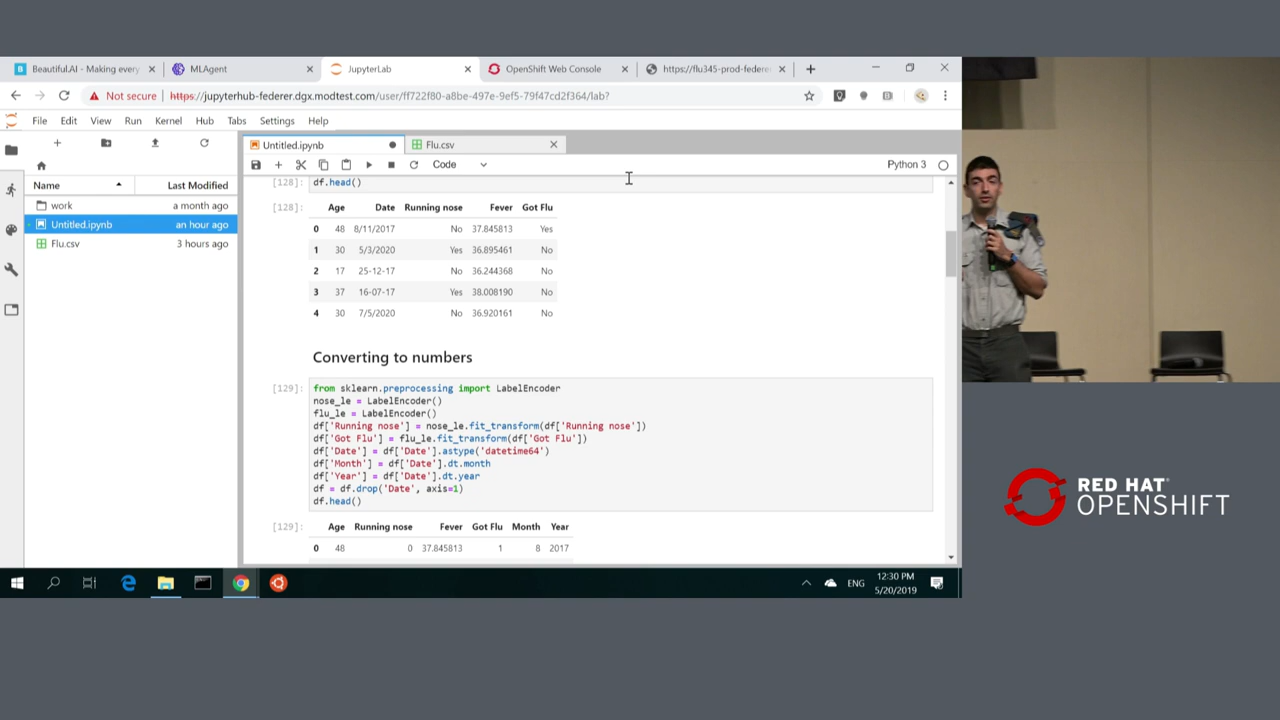 Beautiful.AI - Making every
MLAgent
JupyterLab
OpenShift Web Console
https://flu345-prod-federe
Not secure
https://jupyterhub-federer.dgx.modtest.com/user/ff722f80-a8be-497e-9ef5-79f47cd2f364/lab?
File Edit View Run Kernel Hub Tabs Settings Help
Untitled.ipynb
Flu.csv
Code
Python 3
Name Last Modified
work a month ago
Untitled.ipynb an hour ago
Flu.csv 3 hours ago
[128]: df.head()
[128]: Age Date Running nose Fever Got Flu
0 48 8/11/2017 No 37.845813 Yes
1 30 5/3/2020 Yes 36.895461 No
2 17 25-12-17 No 36.244368 No
3 37 16-07-17 Yes 38.008190 No
4 30 7/5/2020 No 36.920161 No
Converting to numbers
[129]: from sklearn.preprocessing import LabelEncoder
nose_le = LabelEncoder()
flu_le = LabelEncoder()
df['Running nose'] = nose_le.fit_transform(df['Running nose'])
df['Got Flu'] = flu_le.fit_transform(df['Got Flu'])
df['Date'] = df['Date'].astype('datetime64')
df['Month'] = df['Date'].dt.month
df['Year'] = df['Date'].dt.year
df = df.drop('Date', axis=1)
df.head()
[129]: Age Running nose Fever Got Flu Month Year
0 48 0 37.845813 1 8 2017
ENG
12:30 PM
5/20/2019
RED HAT®
OPENSHIFT